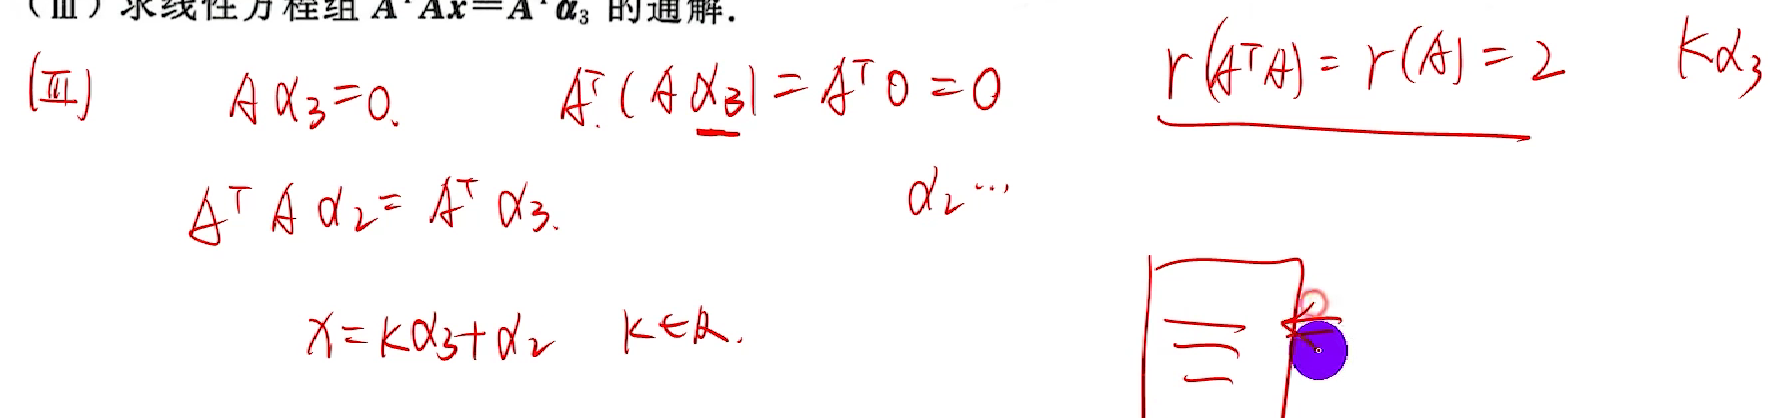 （Ⅲ）求线性方程组 AᵀAx=Aᵀα₃ 的通解.
(Ⅲ) Aα₃=0. Aᵀ(Aα₃)=Aᵀ0=0 r(AᵀA)=r(A)=2 kα₃
AᵀAα₂=Aᵀα₃. α₂…
x=kα₃+α₂ k∈R.